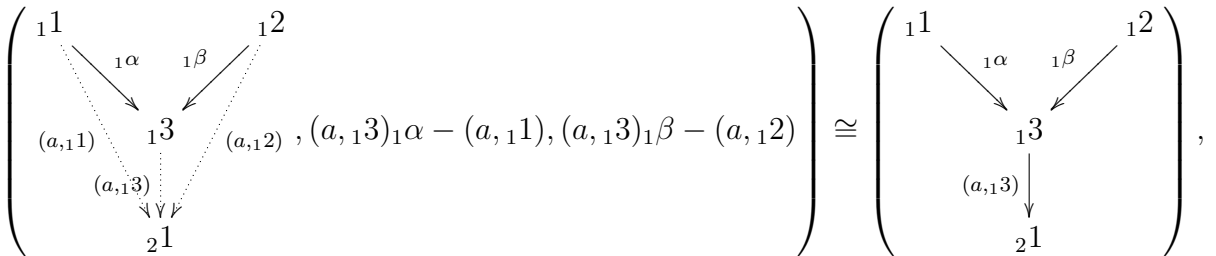 ₁1 ₁2 ₁1 ₁2
₁α ₁β ₁α ₁β
(a,₁1) ₁3 (a,₁2) , (a, ₁3)₁α − (a, ₁1), (a, ₁3)₁β − (a, ₁2) ≅ ₁3 ,
(a,₁3) (a,₁3)
₂1 ₂1